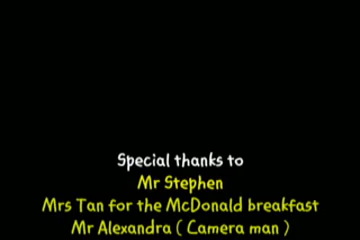 Special thanks to
Mr Stephen
Mrs Tan for the McDonald breakfast
Mr Alexandra ( Camera man )